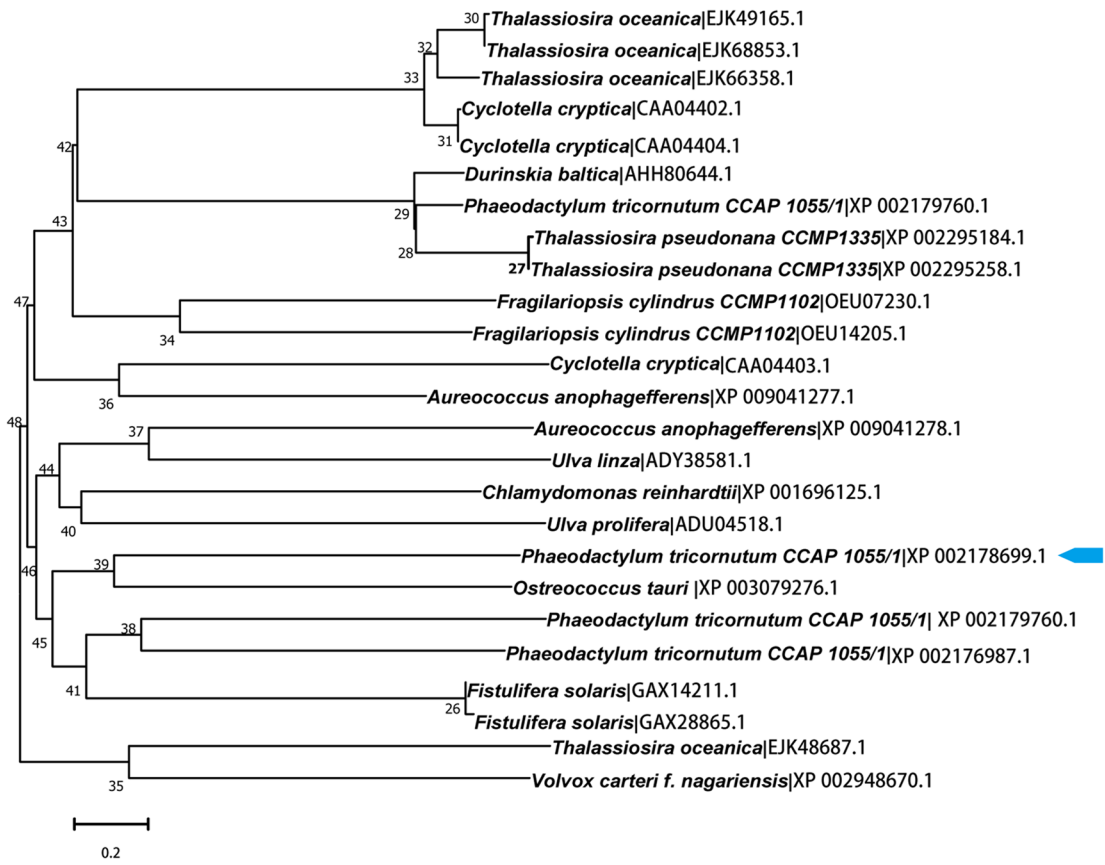 30
Thalassiosira oceanica|EJK49165.1
32
Thalassiosira oceanica|EJK68853.1
33
Thalassiosira oceanica|EJK66358.1
Cyclotella cryptica|CAA04402.1
31
Cyclotella cryptica|CAA04404.1
42
Durinskia baltica|AHH80644.1
29
Phaeodactylum tricornutum CCAP 1055/1|XP 002179760.1
43
Thalassiosira pseudonana CCMP1335|XP 002295184.1
28
27
Thalassiosira pseudonana CCMP1335|XP 002295258.1
47
Fragilariopsis cylindrus CCMP1102|OEU07230.1
34
Fragilariopsis cylindrus CCMP1102|OEU14205.1
Cyclotella cryptica|CAA04403.1
36
Aureococcus anophagefferens|XP 009041277.1
48
37
Aureococcus anophagefferens|XP 009041278.1
44
Ulva linza|ADY38581.1
Chlamydomonas reinhardtii|XP 001696125.1
40
Ulva prolifera|ADU04518.1
46
39
Phaeodactylum tricornutum CCAP 1055/1|XP 002178699.1
Ostreococcus tauri |XP 003079276.1
45
38
Phaeodactylum tricornutum CCAP 1055/1| XP 002179760.1
Phaeodactylum tricornutum CCAP 1055/1|XP 002176987.1
41
26
Fistulifera solaris|GAX14211.1
Fistulifera solaris|GAX28865.1
Thalassiosira oceanica|EJK48687.1
35
Volvox carteri f. nagariensis|XP 002948670.1
0.2